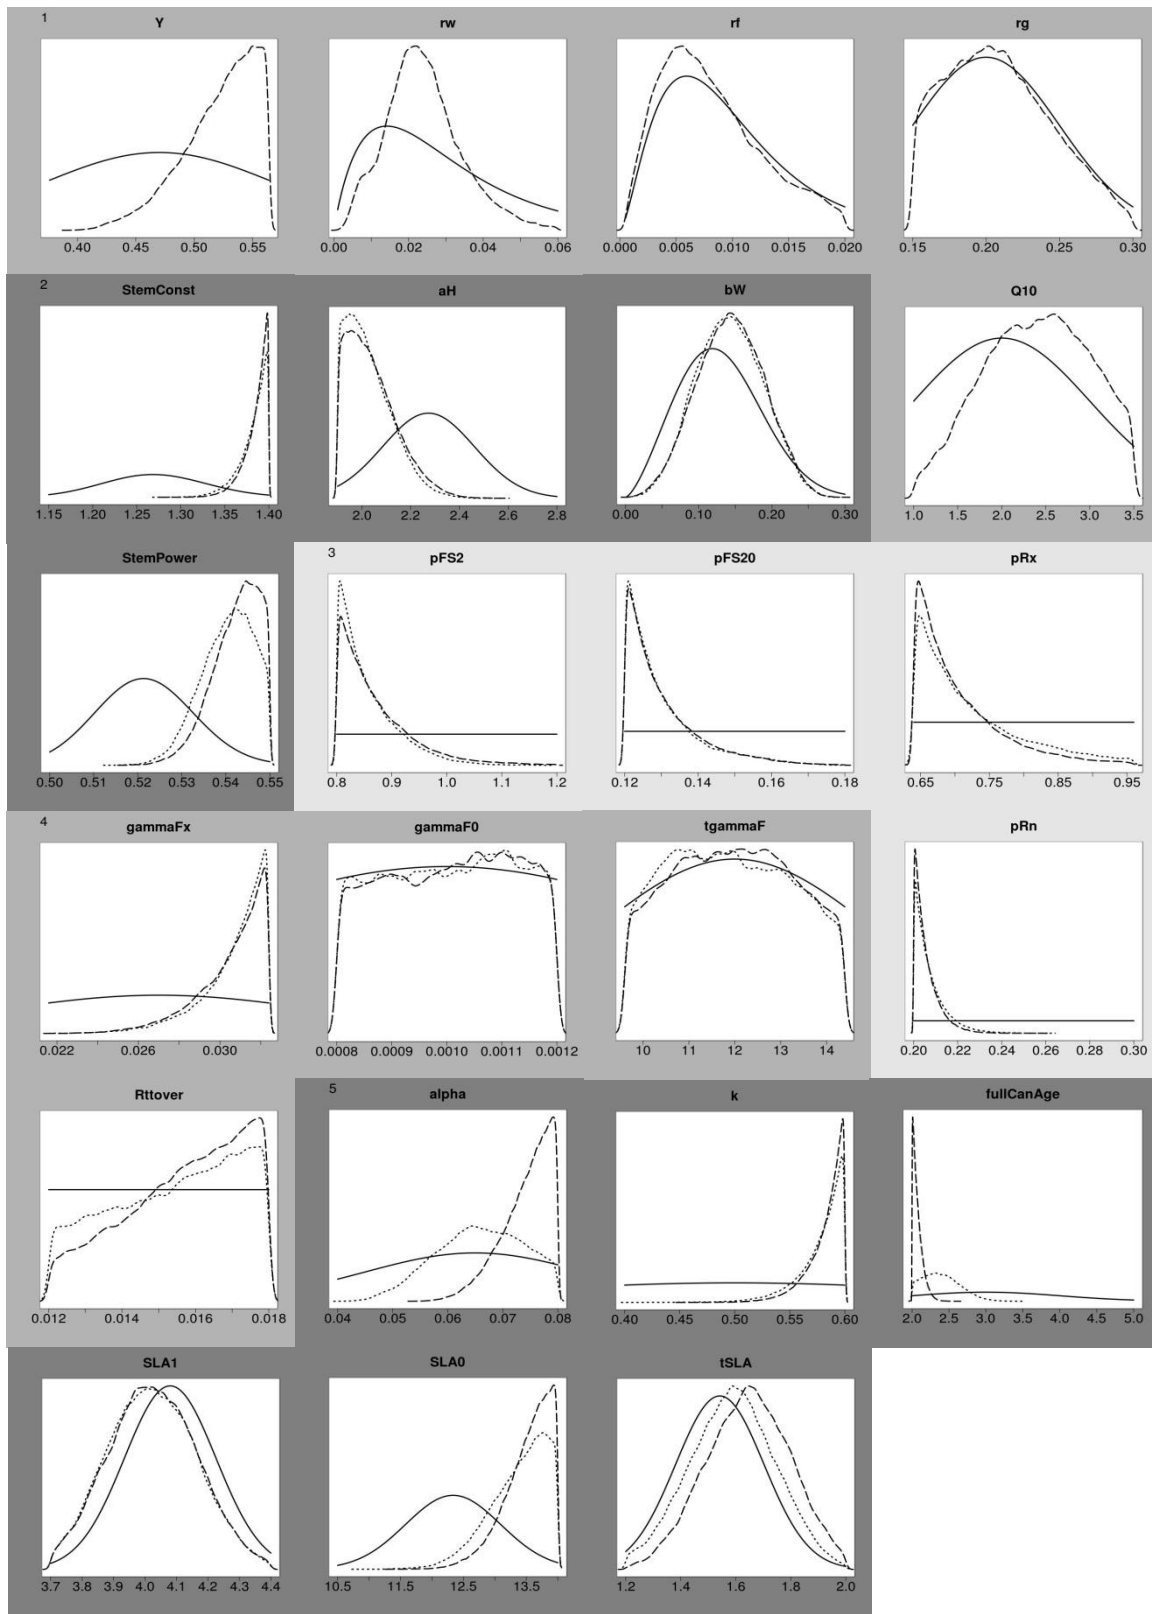 1 Y rw rf rg
0.40 0.45 0.50 0.55 0.00 0.02 0.04 0.06 0.000 0.005 0.010 0.015 0.020 0.15 0.20 0.25 0.30
2 StemConst aH bW Q10
1.15 1.20 1.25 1.30 1.35 1.40 2.0 2.2 2.4 2.6 2.8 0.00 0.10 0.20 0.30 1.0 1.5 2.0 2.5 3.0 3.5
StemPower 3 pFS2 pFS20 pRx
0.50 0.51 0.52 0.53 0.54 0.55 0.8 0.9 1.0 1.1 1.2 0.12 0.14 0.16 0.18 0.65 0.75 0.85 0.95
4 gammaFx gammaF0 tgammaF pRn
0.022 0.026 0.030 0.0008 0.0009 0.0010 0.0011 0.0012 10 11 12 13 14 0.20 0.22 0.24 0.26 0.28 0.30
Rttover 5 alpha k fullCanAge
0.012 0.014 0.016 0.018 0.04 0.05 0.06 0.07 0.08 0.40 0.45 0.50 0.55 0.60 2.0 2.5 3.0 3.5 4.0 4.5 5.0
SLA1 SLA0 tSLA
3.7 3.8 3.9 4.0 4.1 4.2 4.3 4.4 10.5 11.5 12.5 13.5 1.2 1.4 1.6 1.8 2.0